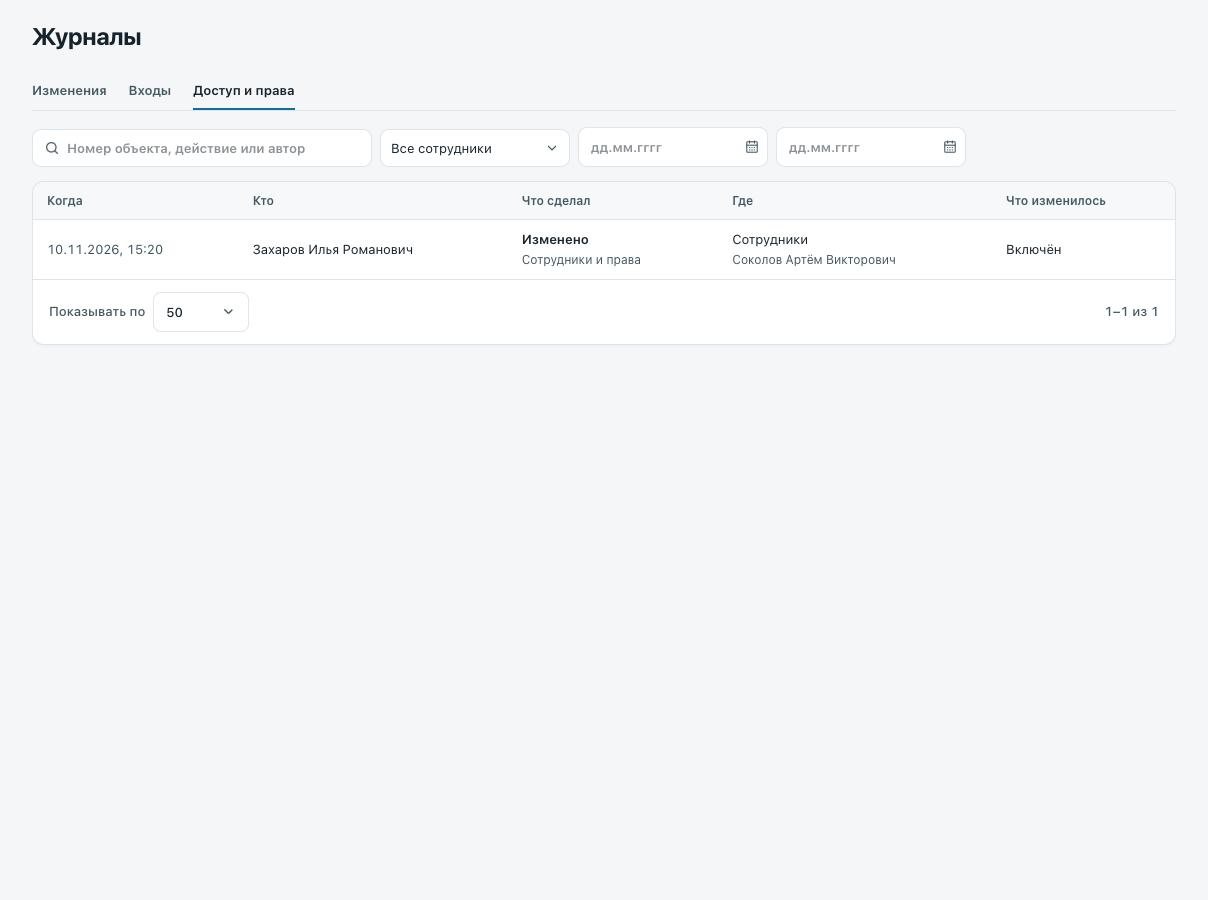 Журналы
Изменения Входы Доступ и права
Номер объекта, действие или автор Все сотрудники дд.мм.гггг дд.мм.гггг
Когда Кто Что сделал Где Что изменилось
10.11.2026, 15:20 Захаров Илья Романович Изменено Сотрудники Включён
Сотрудники и права Соколов Артём Викторович
Показывать по 50 1–1 из 1